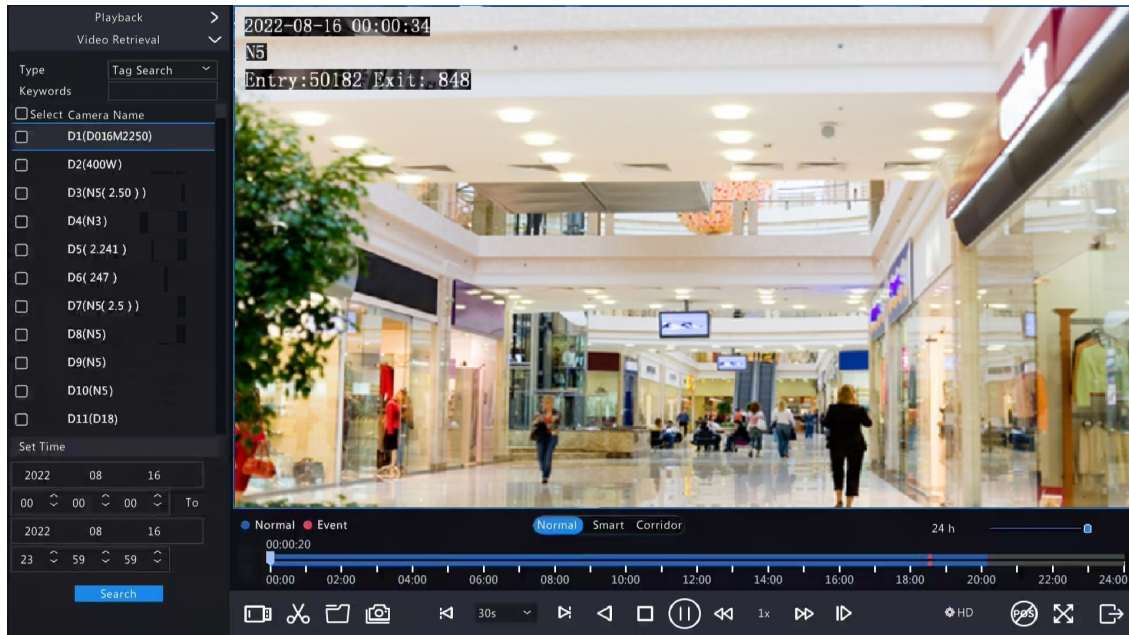 Playback
Video Retrieval
Type Tag Search
Keywords
Select Camera Name
D1(D016M2250)
D2(400W)
D3(N5( 2.50 ))
D4(N3)
D5( 2.241 )
D6( 247 )
D7(N5( 2.5 ))
D8(N5)
D9(N5)
D10(N5)
D11(D18)
Set Time
2022 08 16
00 00 00 To
2022 08 16
23 59 59
Search
2022-08-16 00:00:34
N5
Entry:50182 Exit: 848
Normal Event Normal Smart Corridor 24 h
00:00:20
00:00 02:00 04:00 06:00 08:00 10:00 12:00 14:00 16:00 18:00 20:00 22:00 24:00
30s 1x HD POS